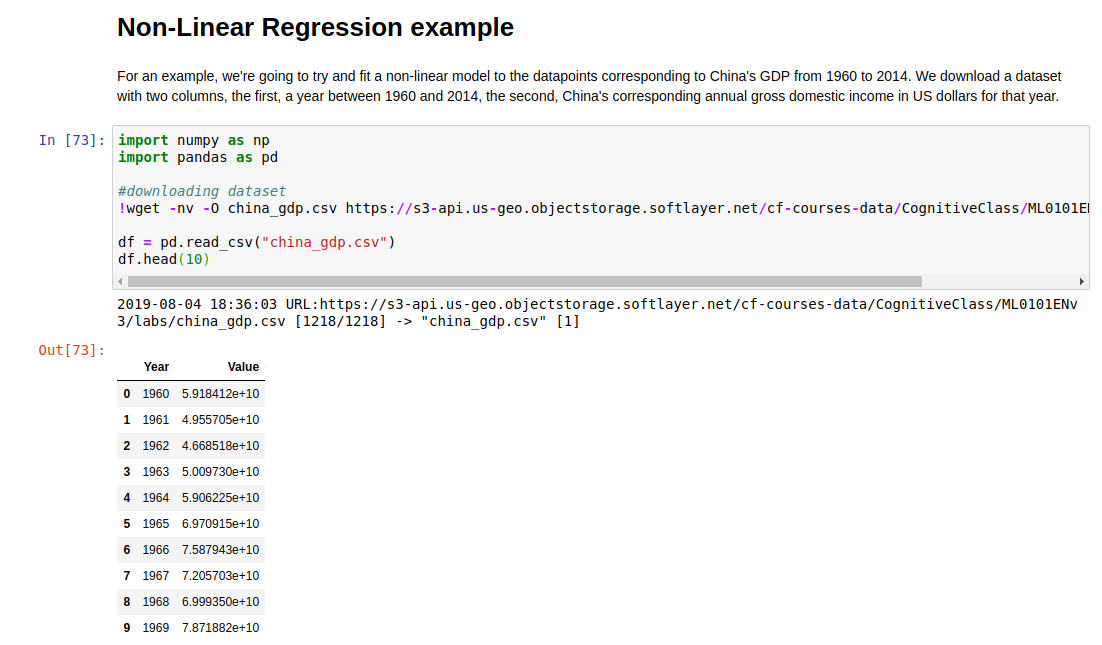 Non-Linear Regression example
For an example, we're going to try and fit a non-linear model to the datapoints corresponding to China's GDP from 1960 to 2014. We download a dataset
with two columns, the first, a year between 1960 and 2014, the second, China's corresponding annual gross domestic income in US dollars for that year.
In [73]: import numpy as np
import pandas as pd
#downloading dataset
!wget -nv -O china_gdp.csv https://s3-api.us-geo.objectstorage.softlayer.net/cf-courses-data/CognitiveClass/ML0101E
df = pd.read_csv("china_gdp.csv")
df.head(10)
2019-08-04 18:36:03 URL:https://s3-api.us-geo.objectstorage.softlayer.net/cf-courses-data/CognitiveClass/ML0101ENv
3/labs/china_gdp.csv [1218/1218] -> "china_gdp.csv" [1]
Out[73]:
Year Value
0 1960 5.918412e+10
1 1961 4.955705e+10
2 1962 4.668518e+10
3 1963 5.009730e+10
4 1964 5.906225e+10
5 1965 6.970915e+10
6 1966 7.587943e+10
7 1967 7.205703e+10
8 1968 6.999350e+10
9 1969 7.871882e+10